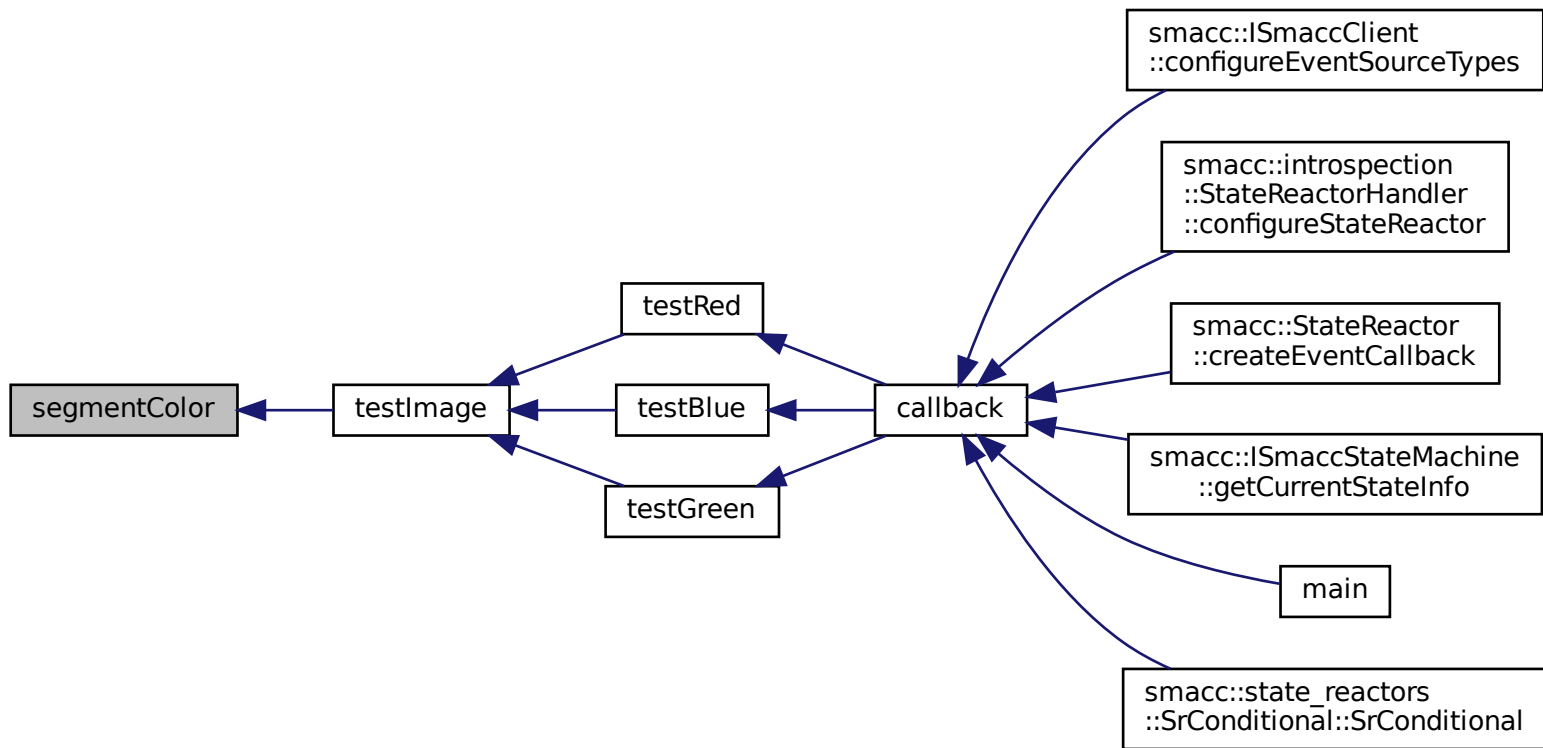 smacc::ISmaccClient
::configureEventSourceTypes
smacc::introspection
::StateReactorHandler
::configureStateReactor
testRed
smacc::StateReactor
::createEventCallback
segmentColor
testImage
testBlue
callback
smacc::ISmaccStateMachine
::getCurrentStateInfo
testGreen
main
smacc::state_reactors
::SrConditional::SrConditional